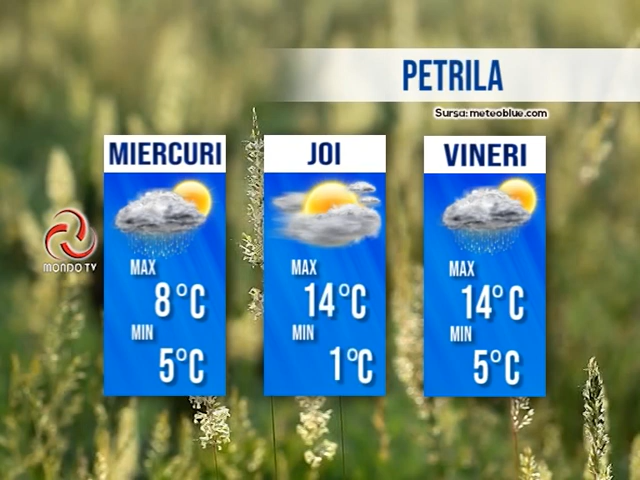 PETRILA
Sursa: meteoblue.com
MIERCURI
MAX
8°C
MIN
5°C
JOI
MAX
14°C
MIN
1°C
VINERI
MAX
14°C
MIN
5°C
MONDO TV